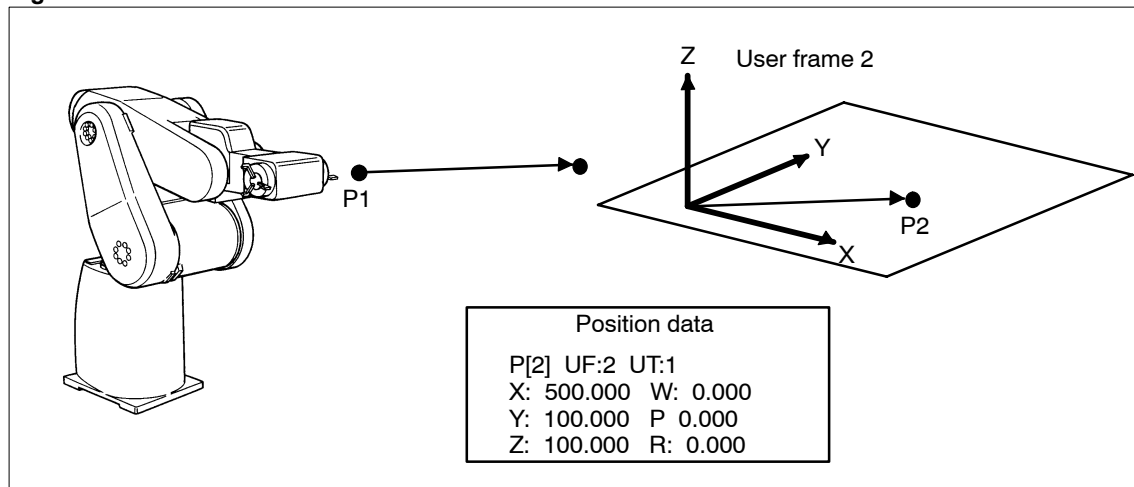 Z
User frame 2
Y
P1
P2
X
Position data
P[2] UF:2 UT:1
X: 500.000 W: 0.000
Y: 100.000 P 0.000
Z: 100.000 R: 0.000